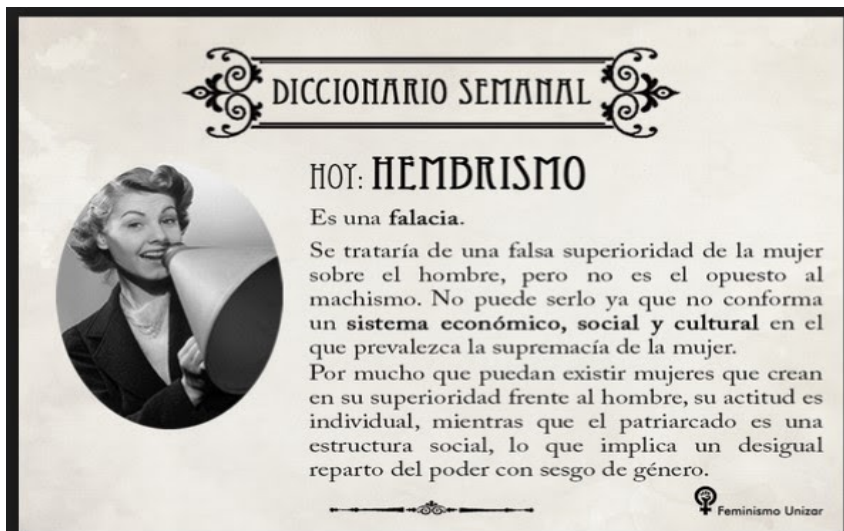 DICCIONARIO SEMANAL
HOY: HEMBRISMO
Es una falacia.
Se trataría de una falsa superioridad de la mujer
sobre el hombre, pero no es el opuesto al
machismo. No puede serlo ya que no conforma
un sistema económico, social y cultural en el
que prevalezca la supremacía de la mujer.
Por mucho que puedan existir mujeres que crean
en su superioridad frente al hombre, su actitud es
individual, mientras que el patriarcado es una
estructura social, lo que implica un desigual
reparto del poder con sesgo de género.
Feminismo Unizar